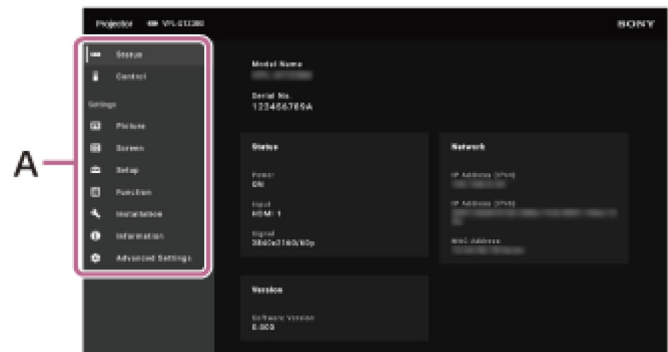 Projector VPL-GTZ380
SONY
A
Status
Control
Settings
Picture
Screen
Setup
Function
Installation
Information
Advanced Settings
Model Name
Serial No.
123456789A
Status
Power
ON
Input
HDMI 1
Signal
3840x2160/60p
Network
IP Address (IPv4)
IP Address (IPv6)
MAC Address
Version
Software Version
0.000